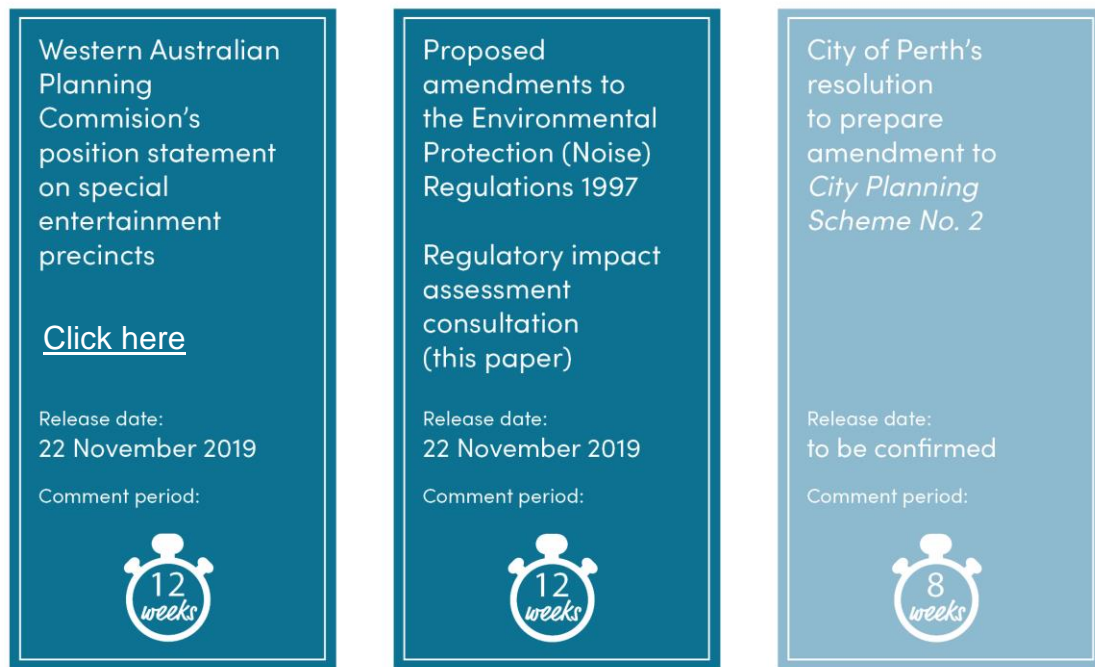 Western Australian
Planning
Commision's
position statement
on special
entertainment
precincts
Click here
Release date:
22 November 2019
Comment period:
12
weeks
Proposed
amendments to
the Environmental
Protection (Noise)
Regulations 1997
Regulatory impact
assessment
consultation
(this paper)
Release date:
22 November 2019
Comment period:
12
weeks
City of Perth's
resolution
to prepare
amendment to
City Planning
Scheme No. 2
Release date:
to be confirmed
Comment period:
8
weeks